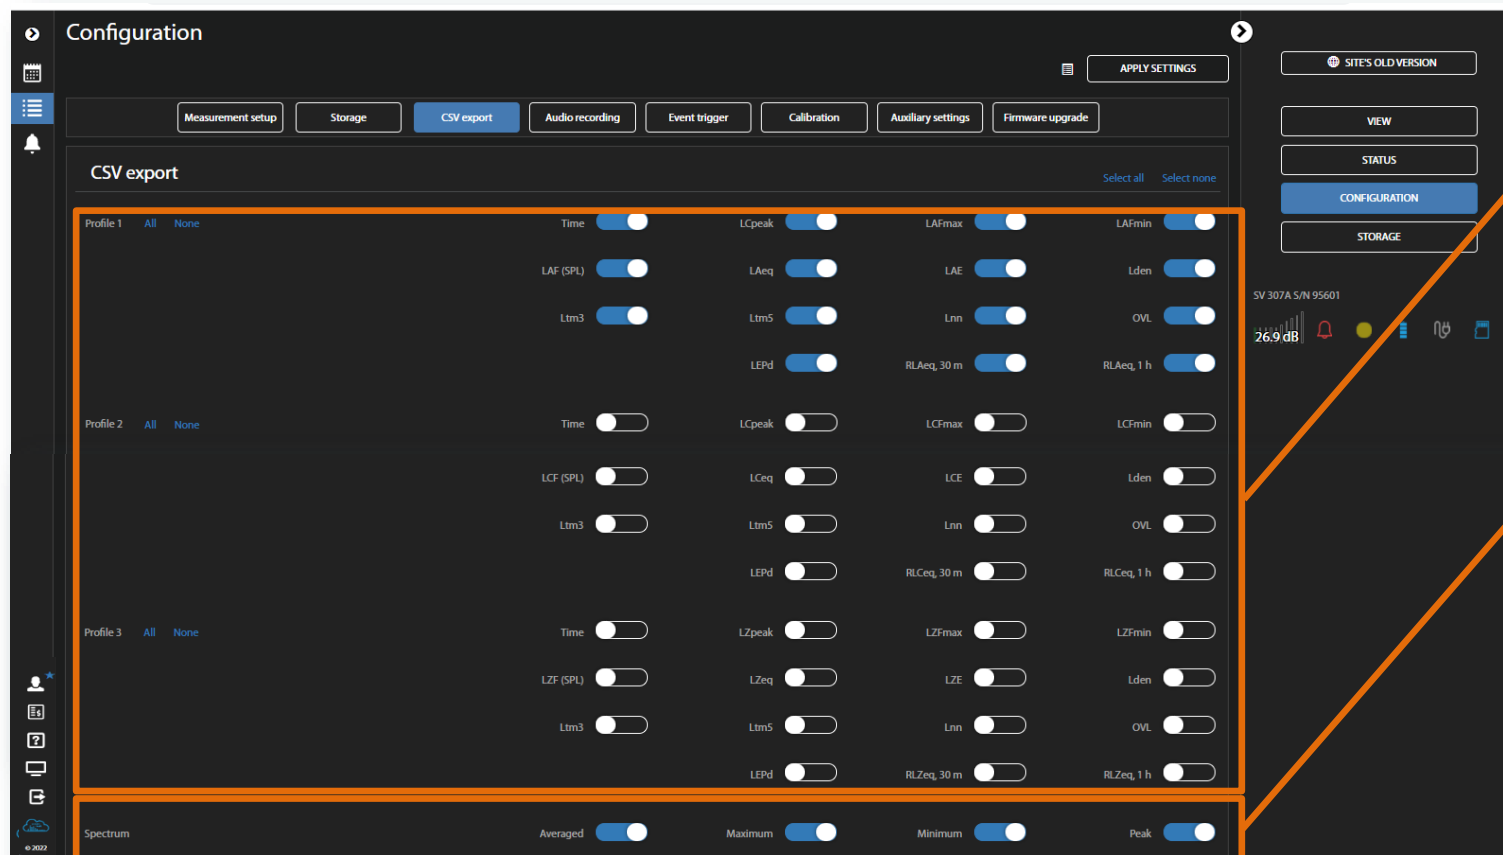 Configuration
APPLY SETTINGS
SITE'S OLD VERSION
Measurement setup Storage CSV export Audio recording Event trigger Calibration Auxiliary settings Firmware upgrade
VIEW
STATUS
CONFIGURATION
STORAGE
CSV export
Select all Select none
Profile 1 All None Time LCpeak LAFmax LAFmin
LAF (SPL) LAeq LAE Lden
Ltm3 Ltm5 Lnn OVL
LEPd RLAeq, 30 m RLAeq, 1 h
SV 307A S/N 95601
26.9 dB
Profile 2 All None Time LCpeak LCFmax LCFmin
LCF (SPL) LCeq LCE Lden
Ltm3 Ltm5 Lnn OVL
LEPd RLCeq, 30 m RLCeq, 1 h
Profile 3 All None Time LZpeak LZFmax LZFmin
LZF (SPL) LZeq LZE Lden
Ltm3 Ltm5 Lnn OVL
LEPd RLZeq, 30 m RLZeq, 1 h
Spectrum Averaged Maximum Minimum Peak
© 2022